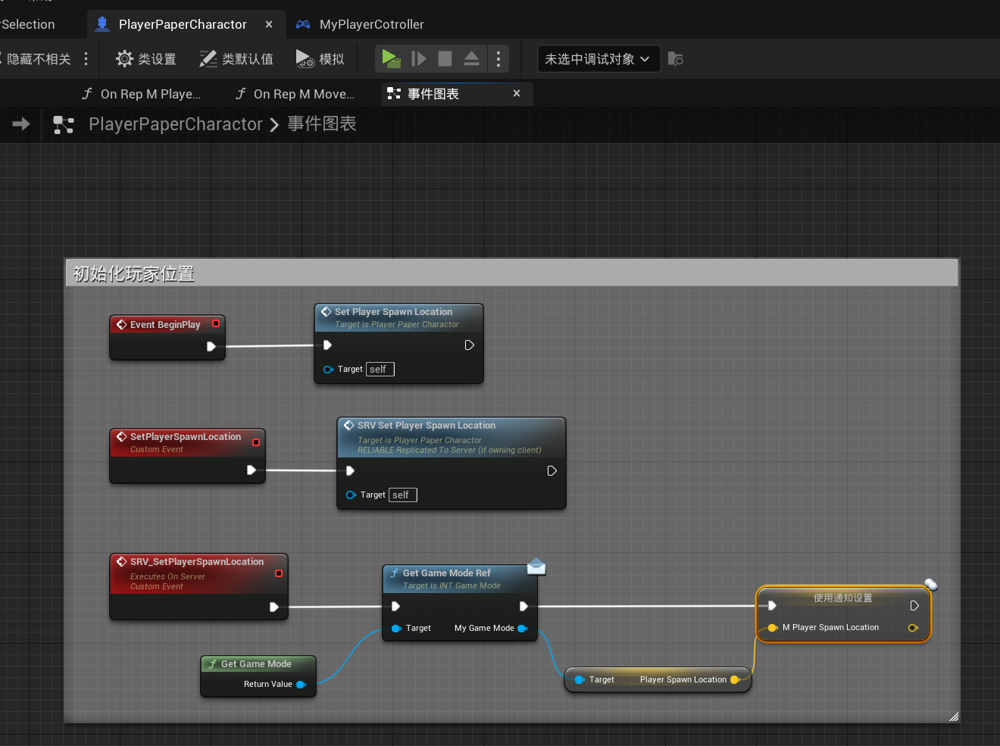 Selection
PlayerPaperCharactor
MyPlayerCotroller
隐藏不相关
类设置
类默认值
模拟
未选中调试对象
On Rep M Playe...
On Rep M Move...
事件图表
PlayerPaperCharactor
事件图表
初始化玩家位置
Event BeginPlay
Set Player Spawn Location
Target is Player Paper Charactor
Target self
SetPlayerSpawnLocation
Custom Event
SRV Set Player Spawn Location
Target is Player Paper Charactor
RELIABLE Replicated To Server (if owning client)
Target self
SRV_SetPlayerSpawnLocation
Executes On Server
Custom Event
Get Game Mode Ref
Target is INT Game Mode
Target My Game Mode
使用通知设置
M Player Spawn Location
Get Game Mode
Return Value
Target Player Spawn Location